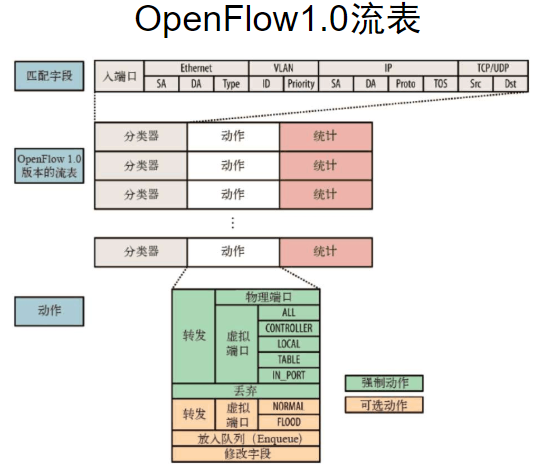 OpenFlow1.0流表
匹配字段
入端口 Ethernet VLAN IP TCP/UDP
SA DA Type ID Priority SA DA Proto TOS Src Dst
OpenFlow 1.0
版本的流表
分类器 动作 统计
分类器 动作 统计
分类器 动作 统计
⋮
分类器 动作 统计
动作
转发 物理端口
虚拟
端口
ALL
CONTROLLER
LOCAL
TABLE
IN_PORT
丢弃
转发 虚拟
端口
NORMAL
FLOOD
放入队列（Enqueue）
修改字段
强制动作
可选动作